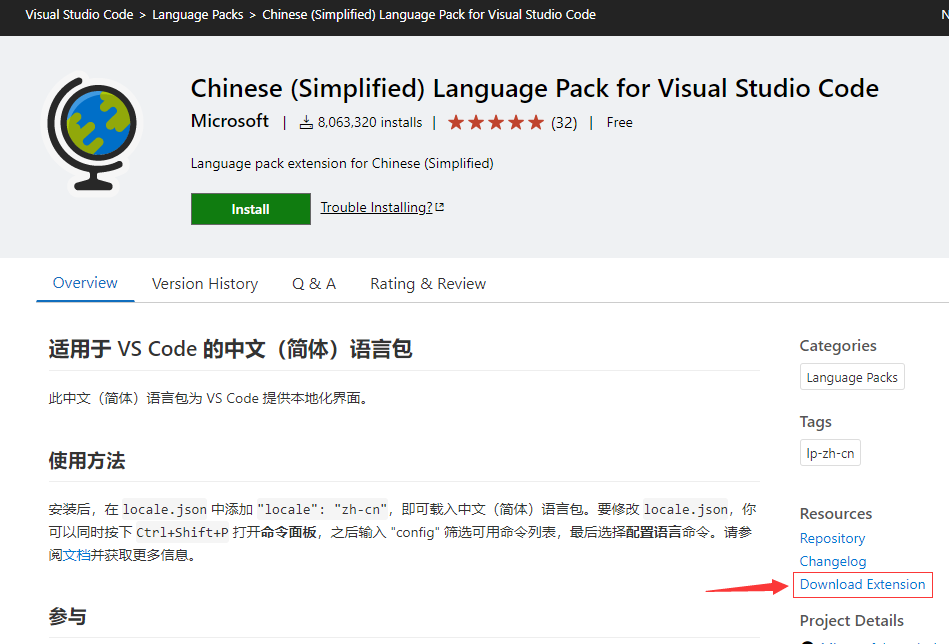 Visual Studio Code > Language Packs > Chinese (Simplified) Language Pack for Visual Studio Code
Chinese (Simplified) Language Pack for Visual Studio Code
Microsoft | 8,063,320 installs | (32) | Free
Language pack extension for Chinese (Simplified)
Install Trouble Installing?
Overview Version History Q & A Rating & Review
适用于 VS Code 的中文（简体）语言包
此中文（简体）语言包为 VS Code 提供本地化界面。
使用方法
安装后，在 locale.json 中添加 "locale": "zh-cn"，即可载入中文（简体）语言包。要修改 locale.json，你
可以同时按下 Ctrl+Shift+P 打开命令面板，之后输入 "config" 筛选可用命令列表，最后选择配置语言命令。请参
阅文档并获取更多信息。
参与
Categories
Language Packs
Tags
lp-zh-cn
Resources
Repository
Changelog
Download Extension
Project Details